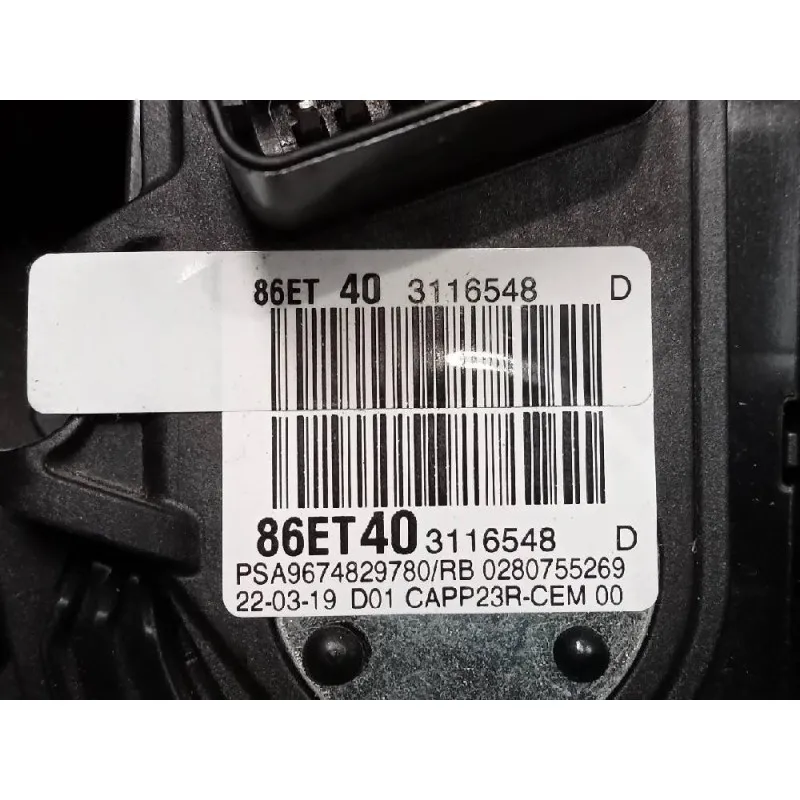 86ET 40 3116548 D
86ET40 3116548 D
PSA9674829780/RB 0280755269
22-03-19 D01 CAPP23R-CEM 00